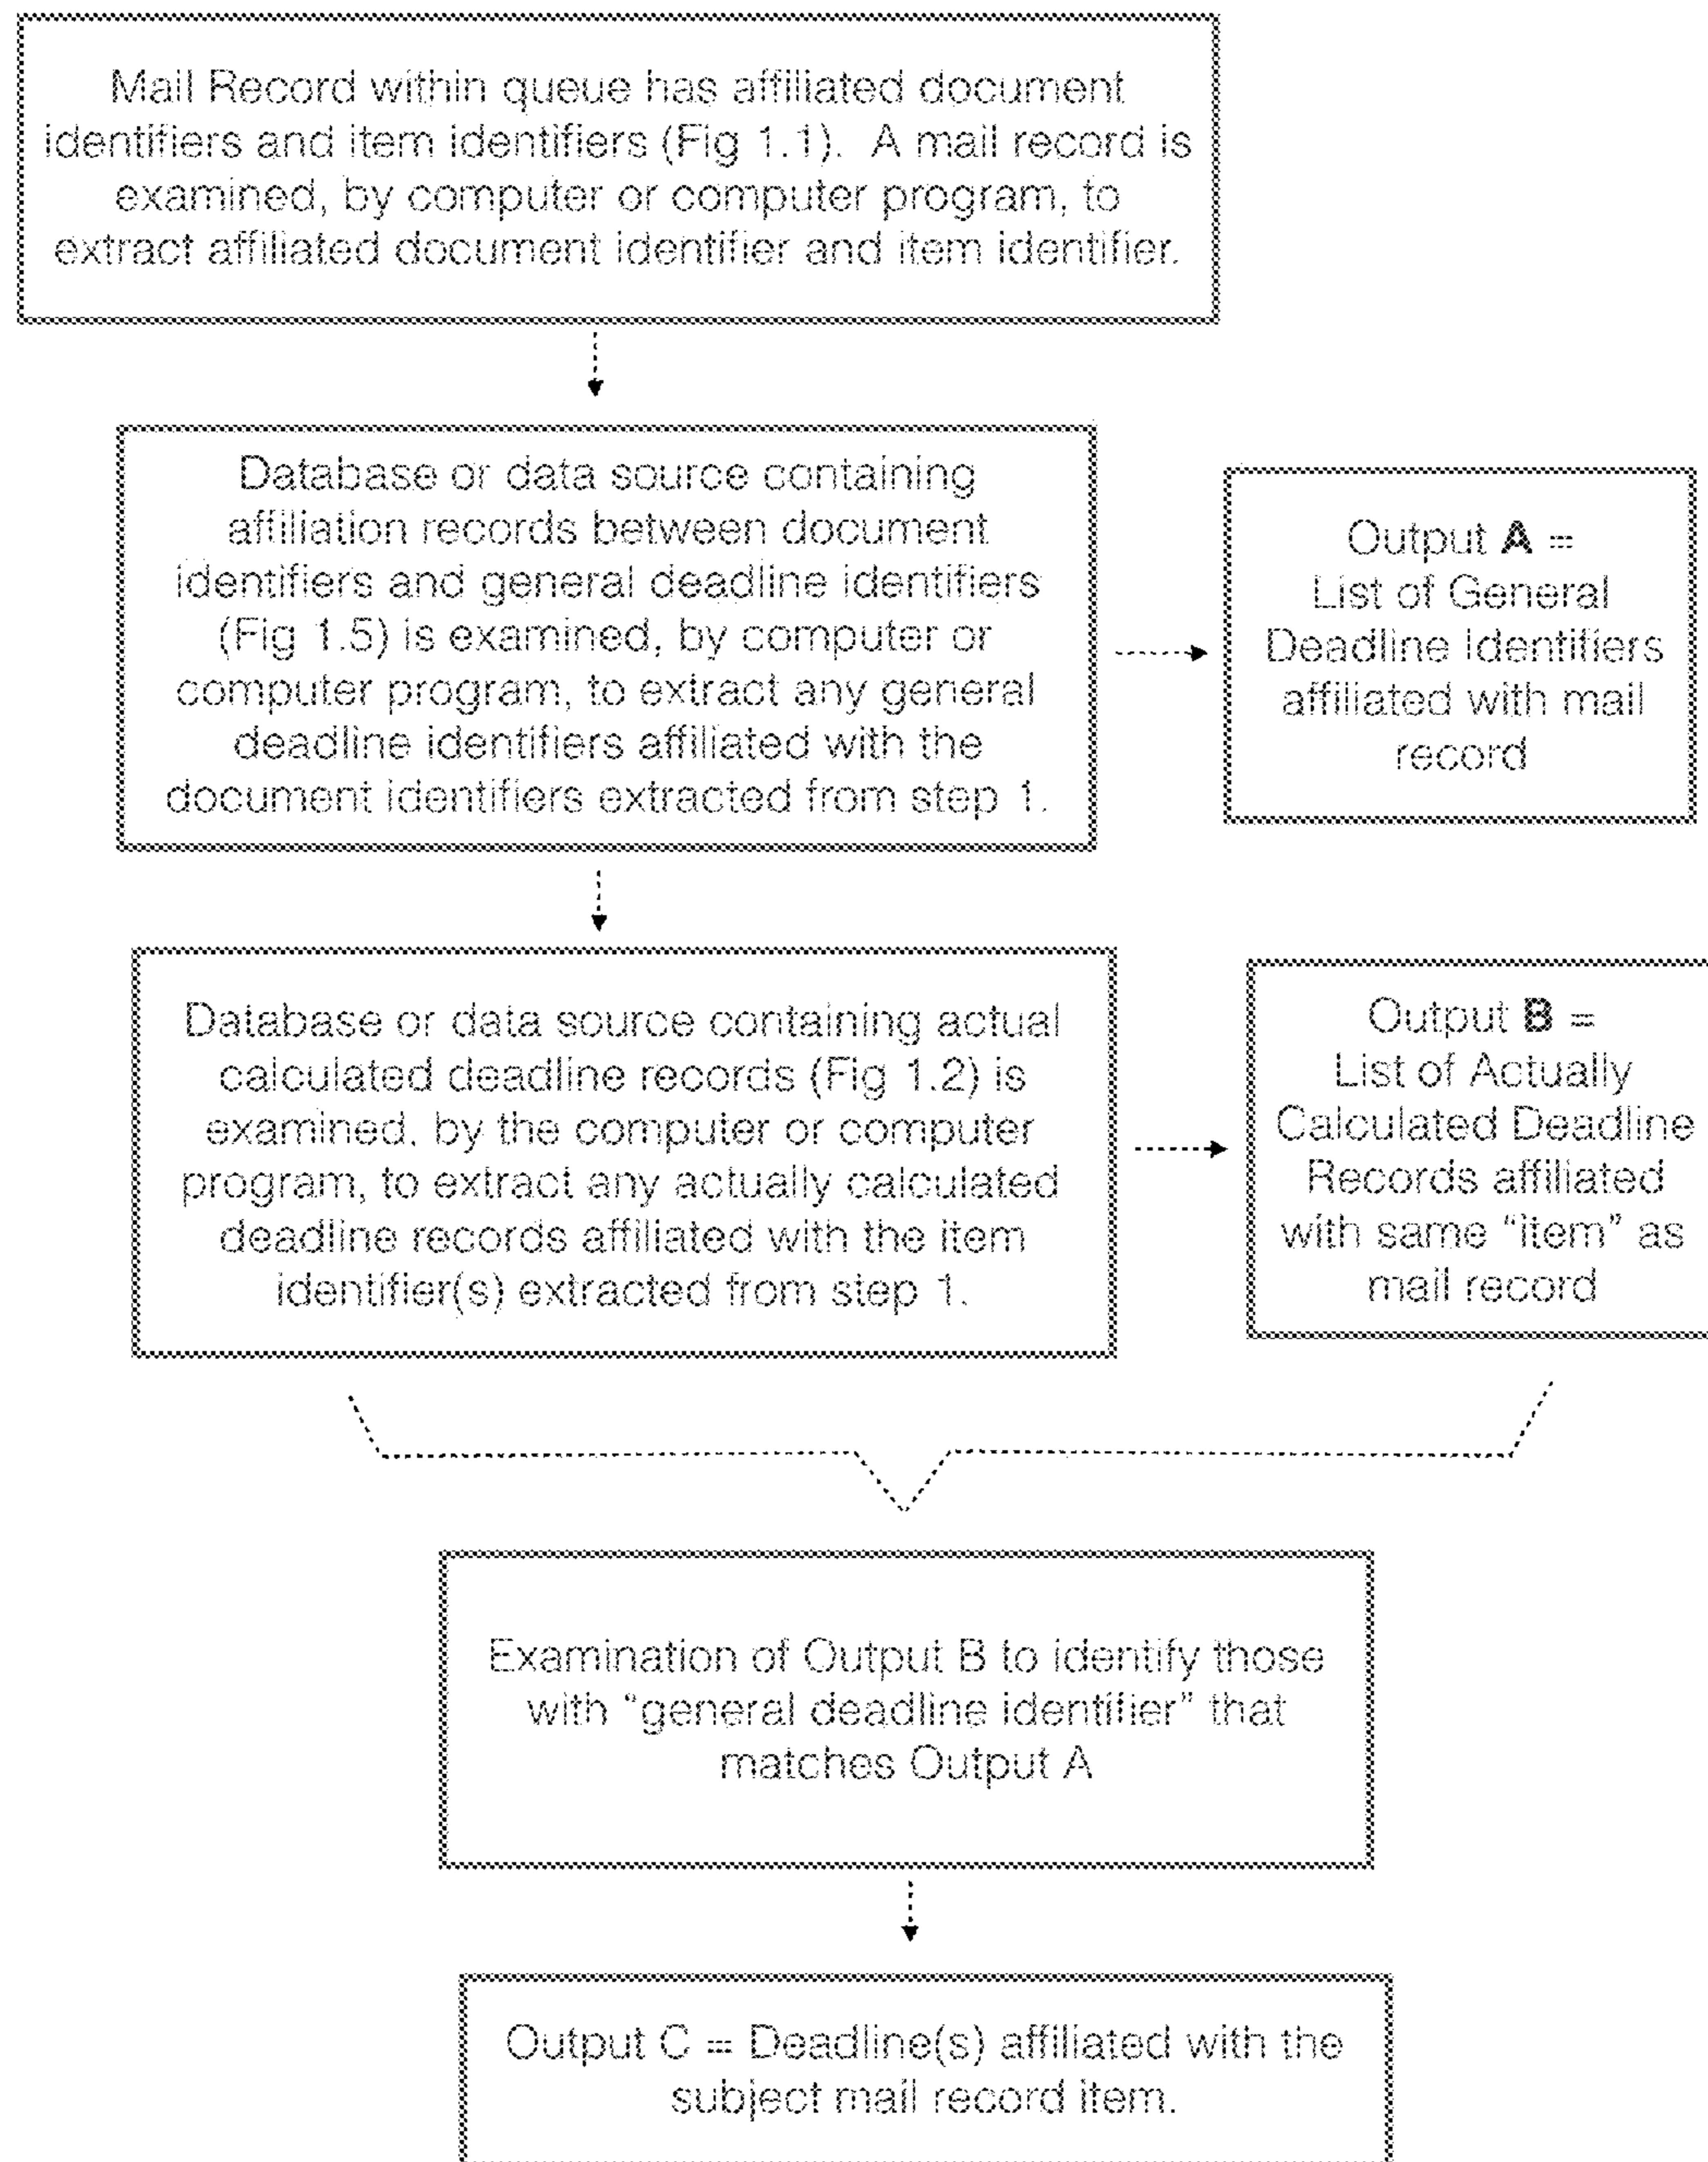 Mail Record within queue has affiliated document
identifiers and item identifiers (Fig 1.1).  A mail record is
examined, by computer or computer program, to
extract affiliated document identifier and item identifier.
Database or data source containing
affiliation records between document
identifiers and general deadline identifiers
(Fig 1.5) is examined, by computer or
computer program, to extract any general
deadline identifiers affiliated with the
document identifiers extracted from step 1.
Output A =
List of General
Deadline Identifiers
affiliated with mail
record
Database or data source containing actual
calculated deadline records (Fig 1.2) is
examined, by the computer or computer
program, to extract any actually calculated
deadline records affiliated with the item
identifier(s) extracted from step 1.
Output B =
List of Actually
Calculated Deadline
Records affiliated
with same “item” as
mail record
Examination of Output B to identify those
with “general deadline identifier” that
matches Output A
Output C = Deadline(s) affiliated with the
subject mail record item.